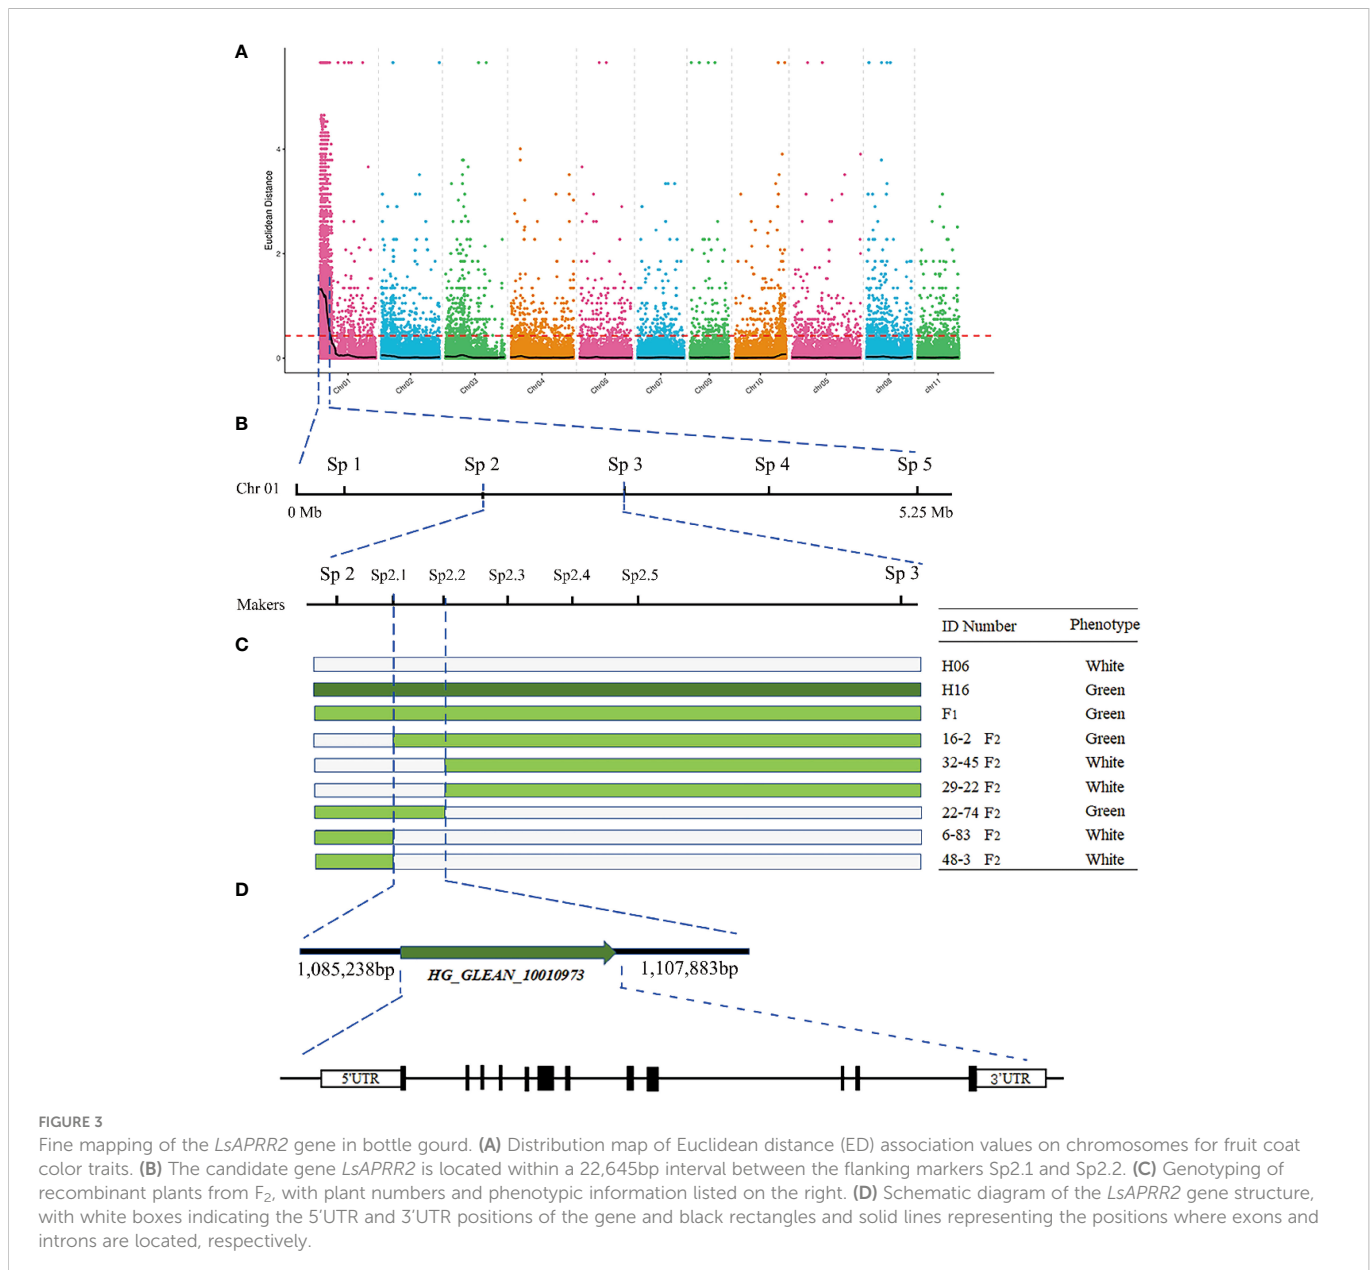 A
Euclidean Distance
4
2
0
Chr01 Chr02 Chr03 Chr04 Chr06 Chr07 Chr09 Chr10 chr05 chr08 chr11
B
Sp 1 Sp 2 Sp 3 Sp 4 Sp 5
Chr 01
0 Mb 5.25 Mb
Sp 2 Sp2.1 Sp2.2 Sp2.3 Sp2.4 Sp2.5 Sp 3
Makers
C
ID Number Phenotype
H06 White
H16 Green
F1 Green
16-2 F2 Green
32-45 F2 White
29-22 F2 White
22-74 F2 Green
6-83 F2 White
48-3 F2 White
D
1,085,238bp HG_GLEAN_10010973 1,107,883bp
5'UTR 3'UTR
FIGURE 3
Fine mapping of the LsAPRR2 gene in bottle gourd. (A) Distribution map of Euclidean distance (ED) association values on chromosomes for fruit coat
color traits. (B) The candidate gene LsAPRR2 is located within a 22,645bp interval between the flanking markers Sp2.1 and Sp2.2. (C) Genotyping of
recombinant plants from F2, with plant numbers and phenotypic information listed on the right. (D) Schematic diagram of the LsAPRR2 gene structure,
with white boxes indicating the 5'UTR and 3'UTR positions of the gene and black rectangles and solid lines representing the positions where exons and
introns are located, respectively.